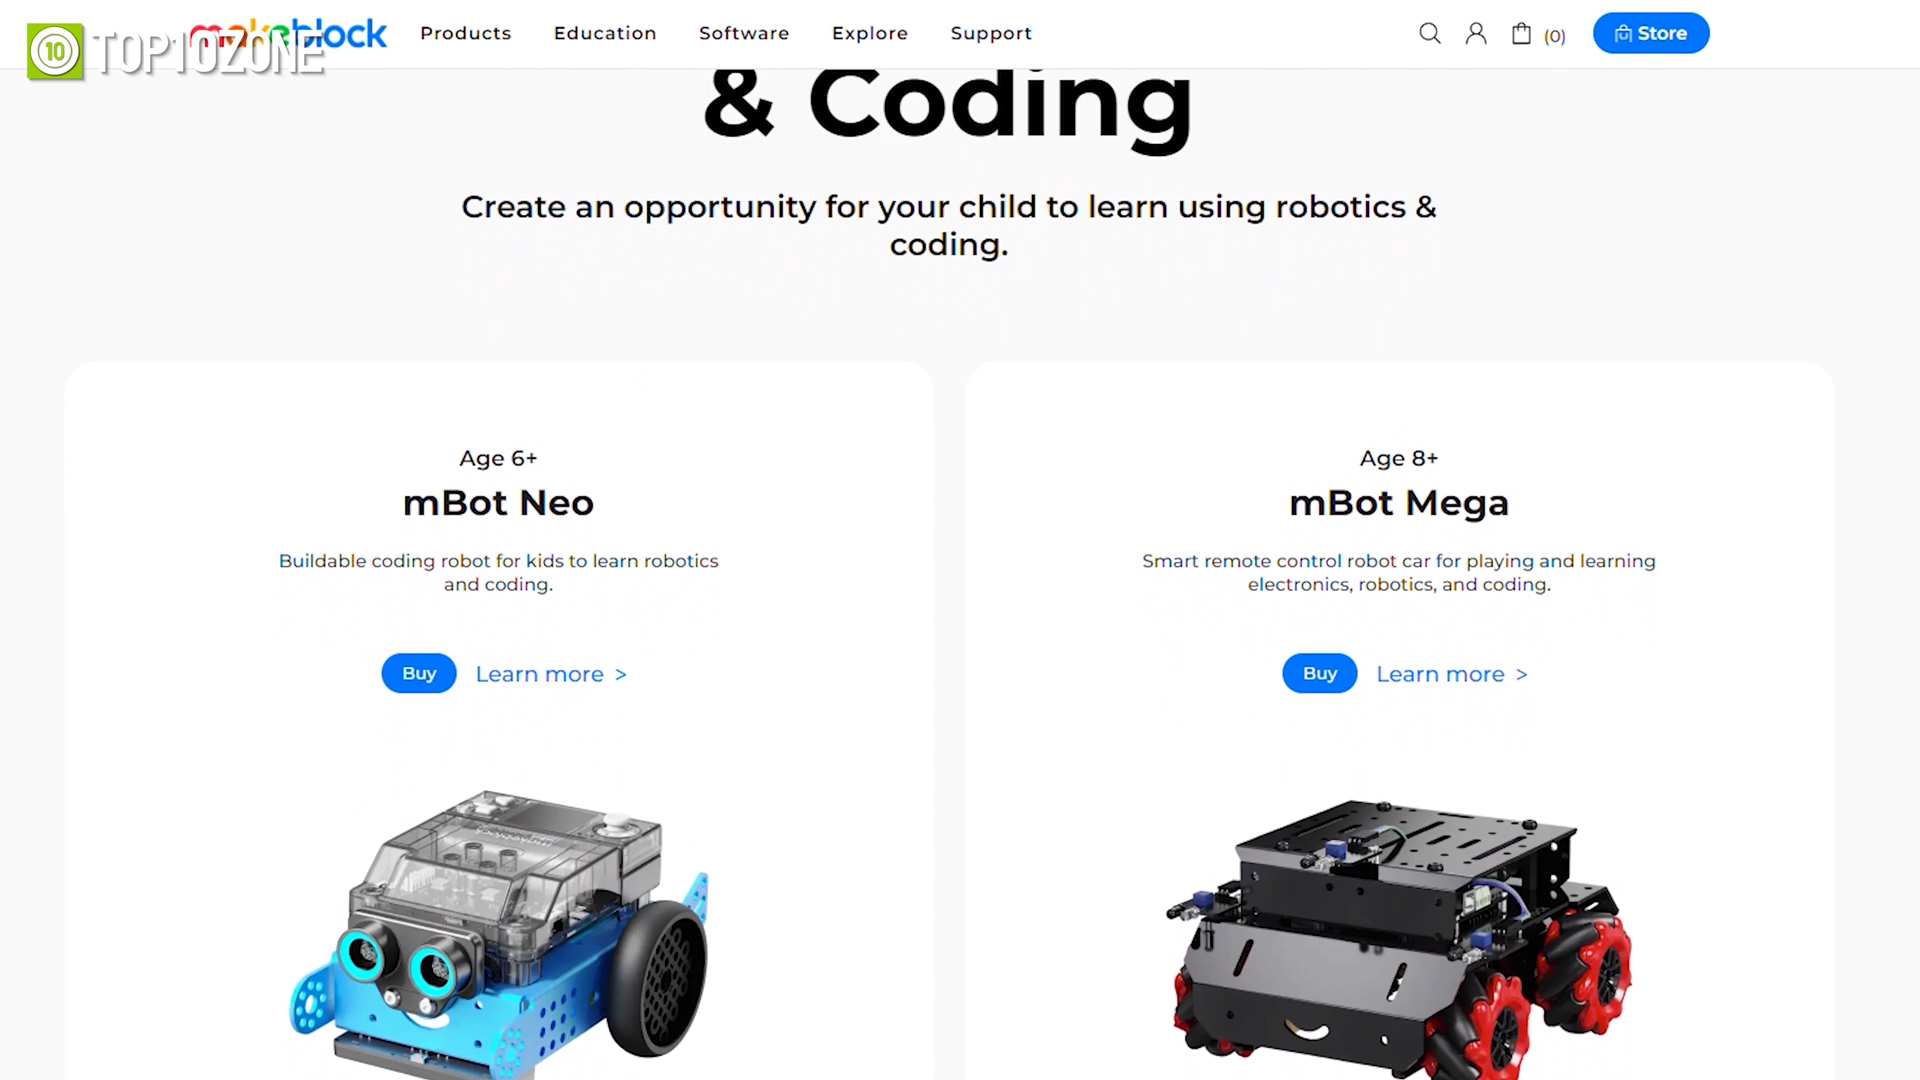 10 TOP10ZONE
makeblock
Products Education Software Explore Support
(0)
Store
& Coding
Create an opportunity for your child to learn using robotics &
coding.
Age 6+
mBot Neo
Buildable coding robot for kids to learn robotics
and coding.
Buy Learn more >
Age 8+
mBot Mega
Smart remote control robot car for playing and learning
electronics, robotics, and coding.
Buy Learn more >
makeblock